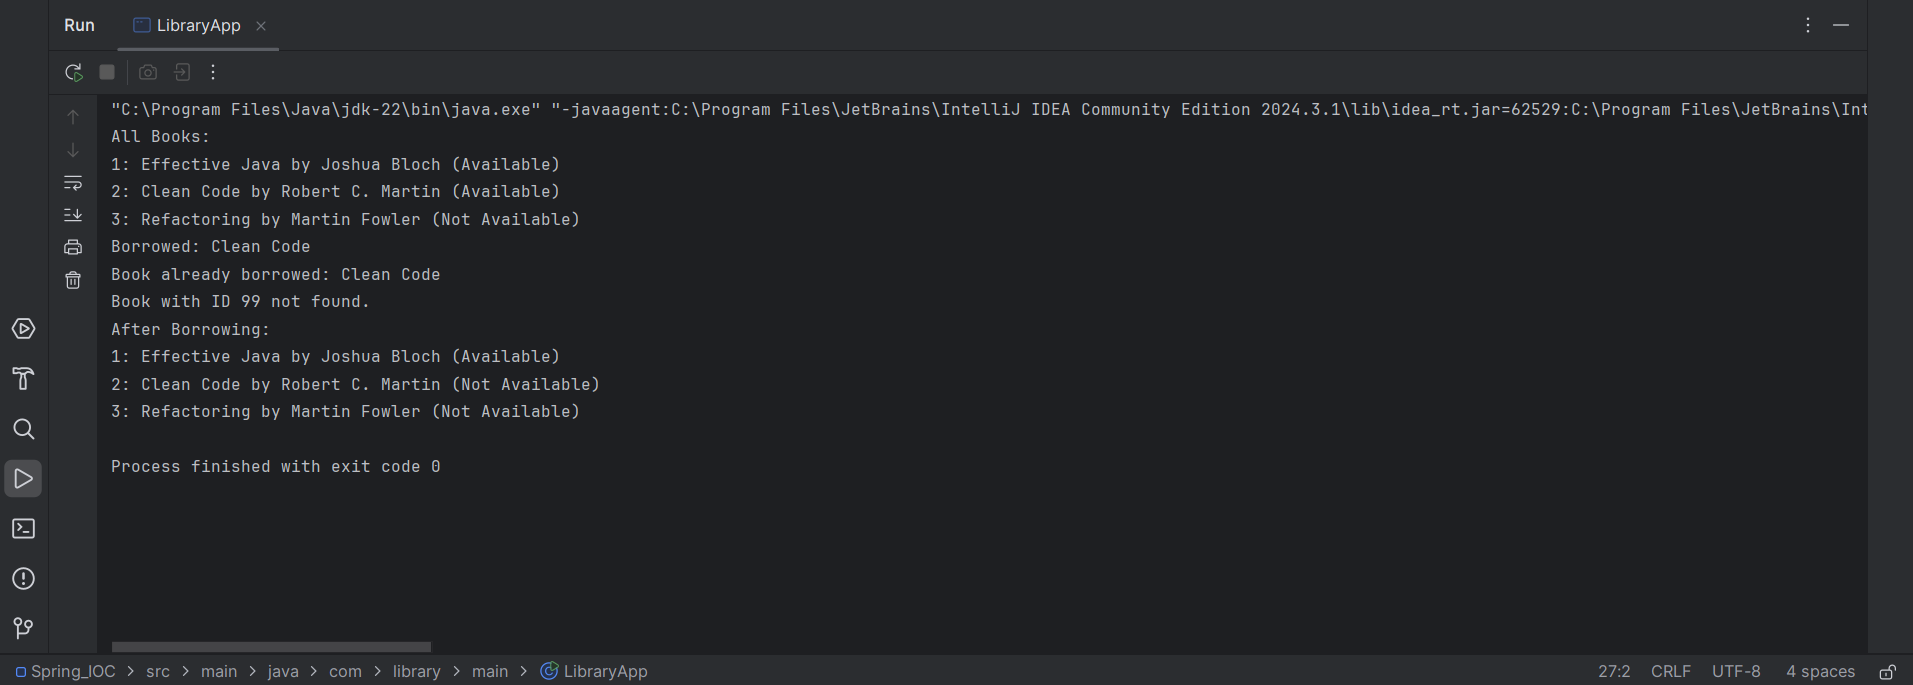 Run LibraryApp
"C:\Program Files\Java\jdk-22\bin\java.exe" "-javaagent:C:\Program Files\JetBrains\IntelliJ IDEA Community Edition 2024.3.1\lib\idea_rt.jar=62529:C:\Program Files\JetBrains\Int
All Books:
1: Effective Java by Joshua Bloch (Available)
2: Clean Code by Robert C. Martin (Available)
3: Refactoring by Martin Fowler (Not Available)
Borrowed: Clean Code
Book already borrowed: Clean Code
Book with ID 99 not found.
After Borrowing:
1: Effective Java by Joshua Bloch (Available)
2: Clean Code by Robert C. Martin (Not Available)
3: Refactoring by Martin Fowler (Not Available)
Process finished with exit code 0
Spring_IOC > src > main > java > com > library > main > LibraryApp 27:2 CRLF UTF-8 4 spaces